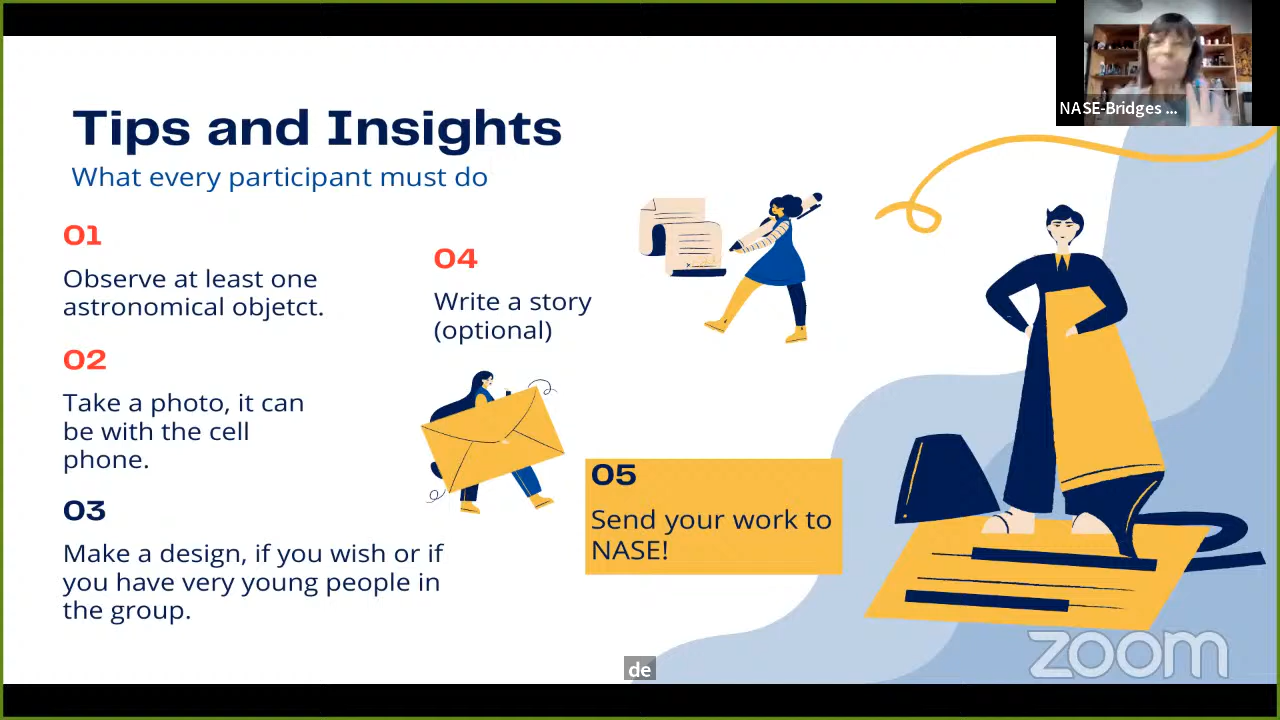 NASE-Bridges ...
Tips and Insights
What every participant must do
01
Observe at least one
astronomical objetct.
02
Take a photo, it can
be with the cell
phone.
03
Make a design, if you wish or if
you have very young people in
the group.
04
Write a story
(optional)
05
Send your work to
NASE!
de
zoom